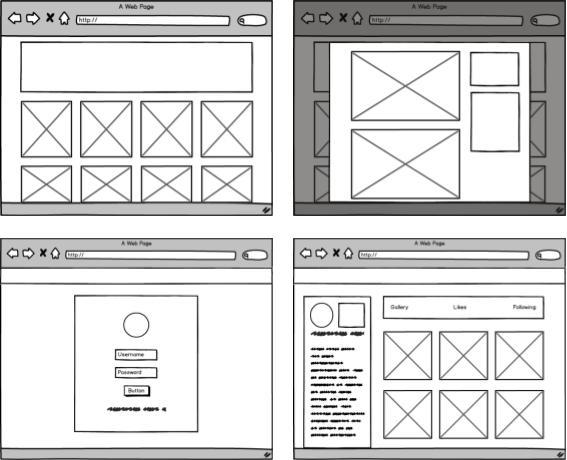 A Web Page
http://
A Web Page
http://
A Web Page
http://
Username
Password
Button
A Web Page
http://
Gallery Likes Following